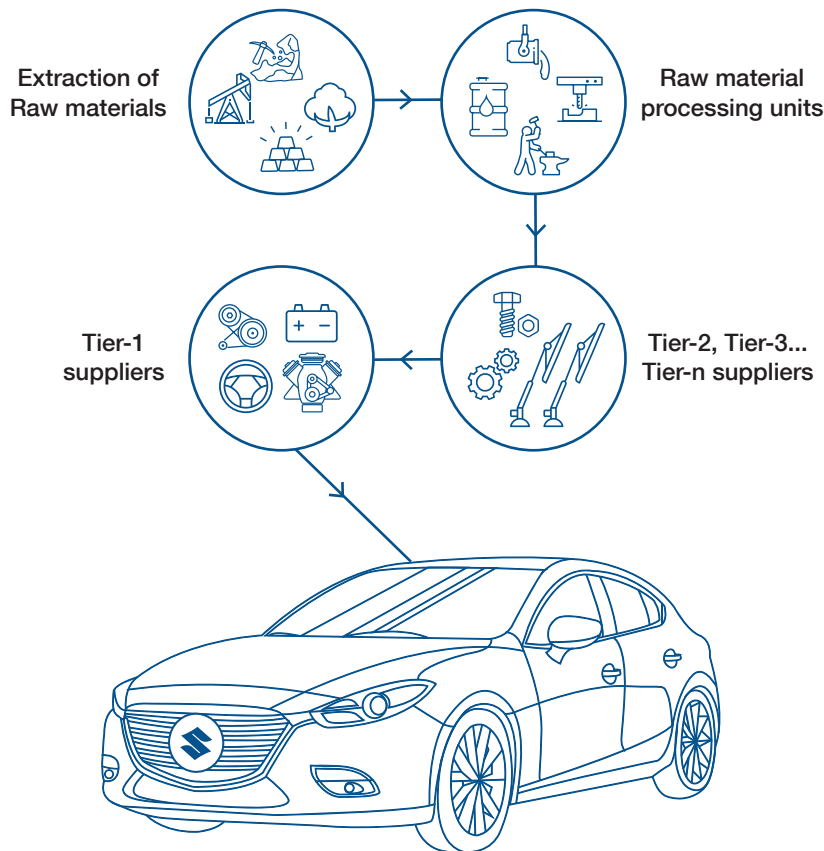 Extraction of
Raw materials
Raw material
processing units
Tier-1
suppliers
Tier-2, Tier-3...
Tier-n suppliers